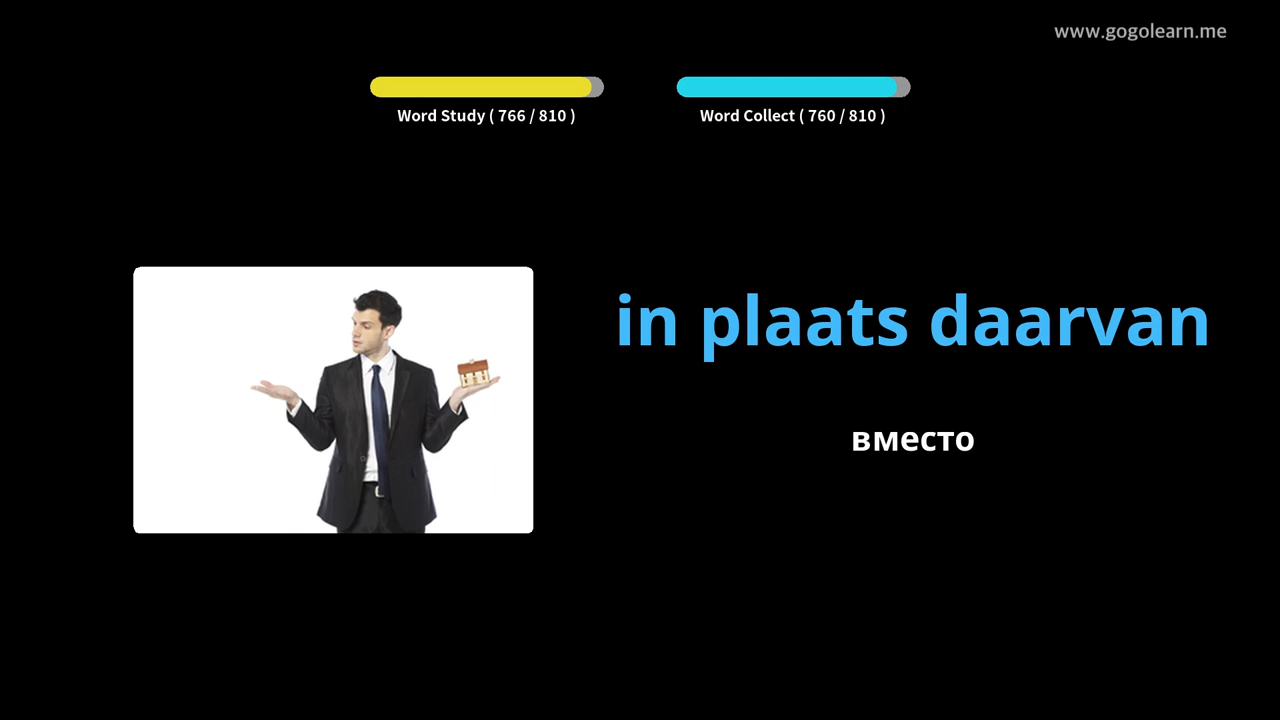 www.gogolearn.me
Word Study ( 766 / 810 )
Word Collect ( 760 / 810 )
in plaats daarvan
вместо